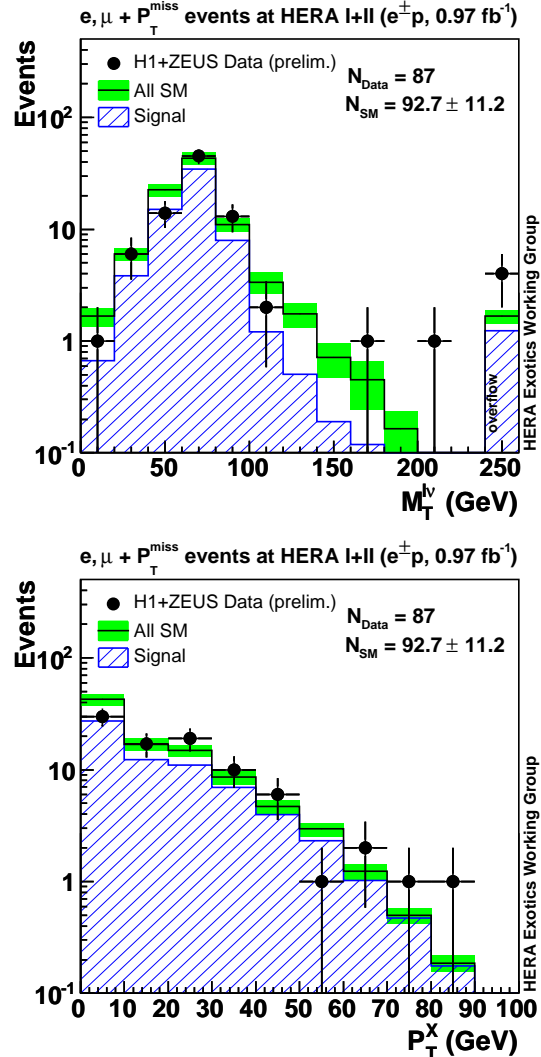 e, μ + P_T^miss events at HERA I+II (e^±p, 0.97 fb^-1)
Events
H1+ZEUS Data (prelim.)
All SM
Signal
N_Data = 87
N_SM = 92.7 ± 11.2
10^2
10
1
10^-1
overflow
0 50 100 150 200 250
M_T^lν (GeV)
HERA Exotics Working Group
e, μ + P_T^miss events at HERA I+II (e^±p, 0.97 fb^-1)
Events
H1+ZEUS Data (prelim.)
All SM
Signal
N_Data = 87
N_SM = 92.7 ± 11.2
10^2
10
1
10^-1
0 10 20 30 40 50 60 70 80 90 100
P_T^X (GeV)
HERA Exotics Working Group